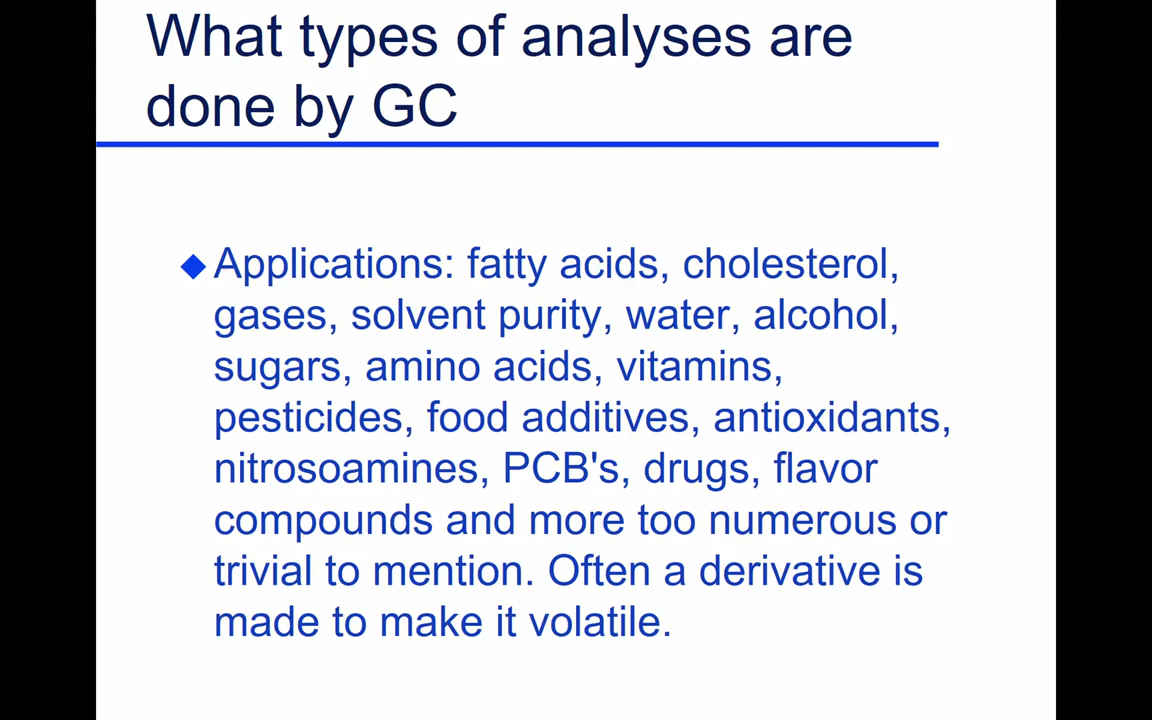 What types of analyses are
done by GC
Applications: fatty acids, cholesterol,
gases, solvent purity, water, alcohol,
sugars, amino acids, vitamins,
pesticides, food additives, antioxidants,
nitrosoamines, PCB's, drugs, flavor
compounds and more too numerous or
trivial to mention. Often a derivative is
made to make it volatile.